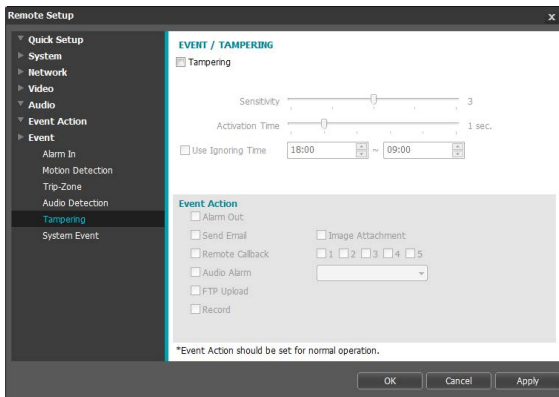 Remote Setup
x
Quick Setup
System
Network
Video
Audio
Event Action
Event
Alarm In
Motion Detection
Trip-Zone
Audio Detection
Tampering
System Event
EVENT / TAMPERING
Tampering
Sensitivity 3
Activation Time 1 sec.
Use Ignoring Time 18:00 ~ 09:00
Event Action
Alarm Out
Send Email Image Attachment
Remote Callback 1 2 3 4 5
Audio Alarm
FTP Upload
Record
*Event Action should be set for normal operation.
OK Cancel Apply